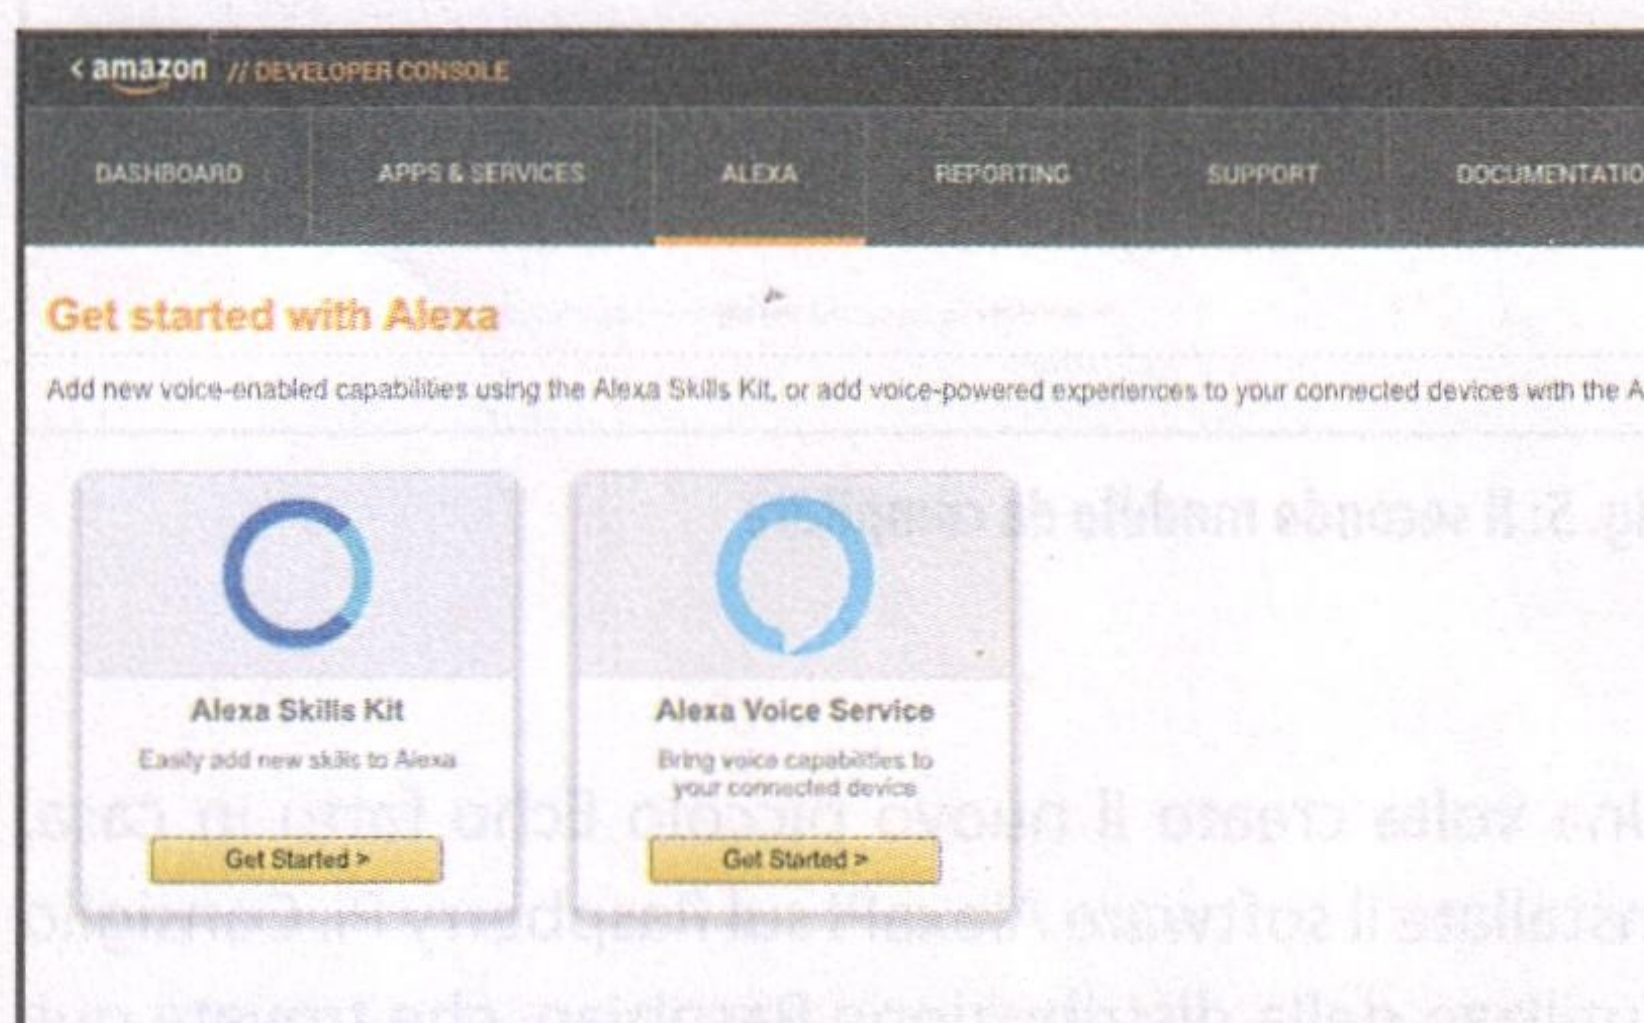 < amazon // DEVELOPER CONSOLE
DASHBOARD APPS & SERVICES ALEXA REPORTING SUPPORT DOCUMENTATIO
Get started with Alexa
Add new voice-enabled capabilities using the Alexa Skills Kit, or add voice-powered experiences to your connected devices with the A
Alexa Skills Kit
Easily add new skills to Alexa
Get Started >
Alexa Voice Service
Bring voice capabilities to
your connected device
Get Started >